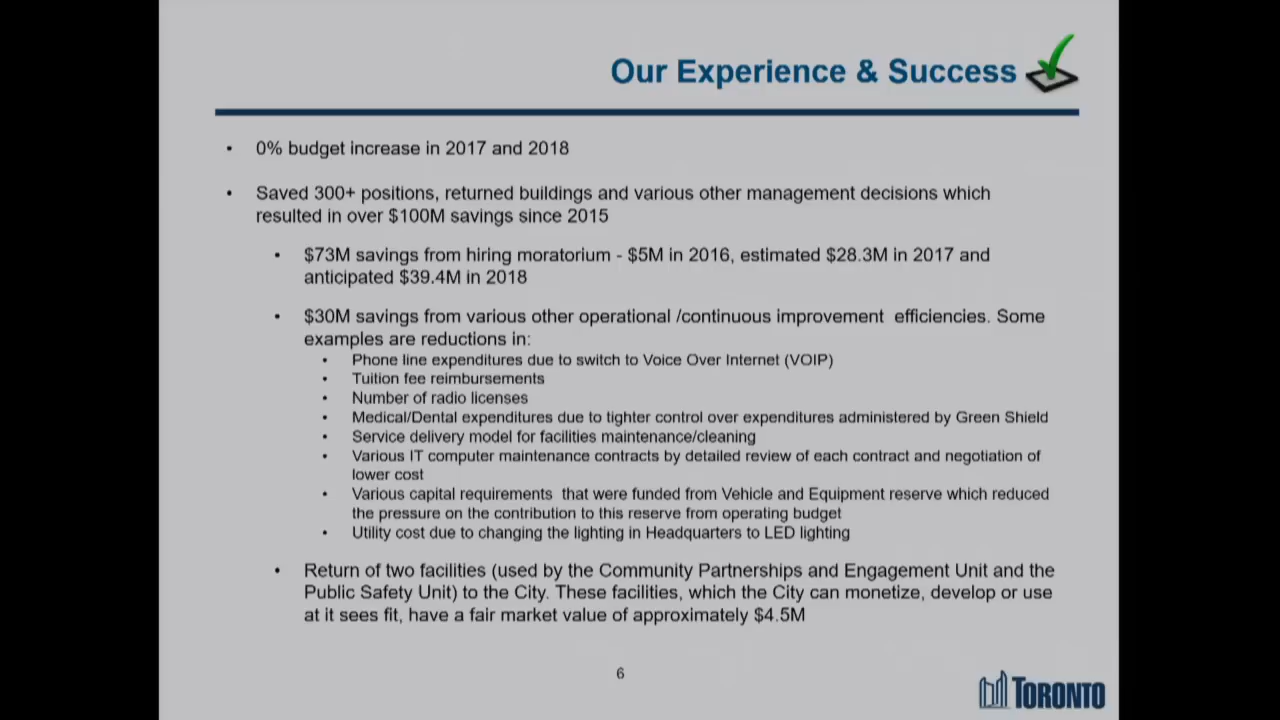 Our Experience & Success
• 0% budget increase in 2017 and 2018
• Saved 300+ positions, returned buildings and various other management decisions which
resulted in over $100M savings since 2015
• $73M savings from hiring moratorium - $5M in 2016, estimated $28.3M in 2017 and
anticipated $39.4M in 2018
• $30M savings from various other operational /continuous improvement efficiencies. Some
examples are reductions in:
• Phone line expenditures due to switch to Voice Over Internet (VOIP)
• Tuition fee reimbursements
• Number of radio licenses
• Medical/Dental expenditures due to tighter control over expenditures administered by Green Shield
• Service delivery model for facilities maintenance/cleaning
• Various IT computer maintenance contracts by detailed review of each contract and negotiation of
lower cost
• Various capital requirements that were funded from Vehicle and Equipment reserve which reduced
the pressure on the contribution to this reserve from operating budget
• Utility cost due to changing the lighting in Headquarters to LED lighting
• Return of two facilities (used by the Community Partnerships and Engagement Unit and the
Public Safety Unit) to the City. These facilities, which the City can monetize, develop or use
at it sees fit, have a fair market value of approximately $4.5M
6
TORONTO